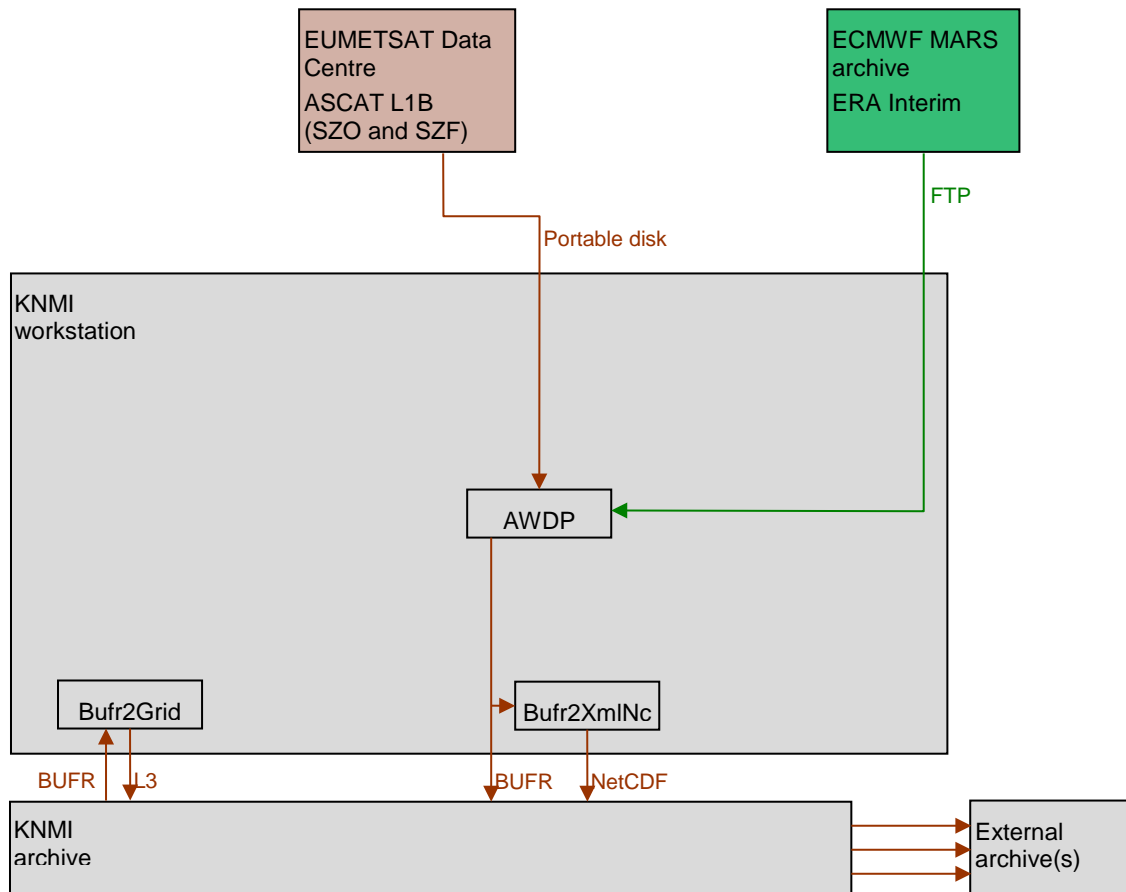 EUMETSAT Data
Centre
ASCAT L1B
(SZO and SZF)
ECMWF MARS
archive
ERA Interim
FTP
Portable disk
KNMI
workstation
AWDP
Bufr2Grid
Bufr2XmlNc
BUFR
L3
BUFR
NetCDF
KNMI
archive
External
archive(s)